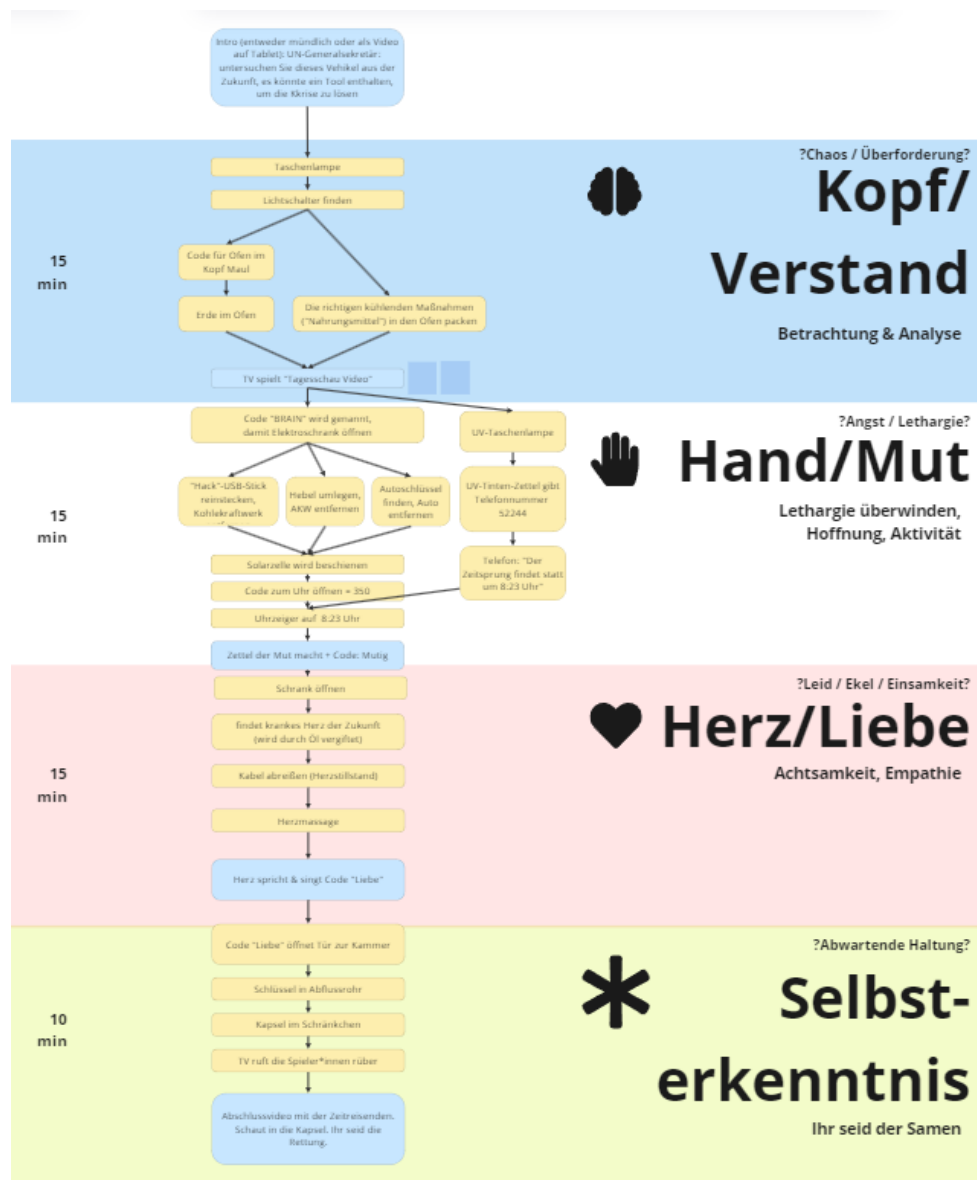 Intro (entweder mündlich oder als Video
auf Tablet): UN-Generalsekretär:
untersuchen Sie dieses Vehikel aus der
Zukunft, es könnte ein Tool enthalten,
um die Kkrise zu lösen
?Chaos / Überforderung?
Kopf/
Verstand
Betrachtung & Analyse
15
min
Taschenlampe
Lichtschalter finden
Code für Ofen im
Kopf Maul
Erde im Ofen
Die richtigen kühlenden Maßnahmen
("Nahrungsmittel") in den Ofen packen
TV spielt "Tagesschau Video"
?Angst / Lethargie?
Hand/Mut
Lethargie überwinden,
Hoffnung, Aktivität
15
min
Code "BRAIN" wird genannt,
damit Elektroschrank öffnen
UV-Taschenlampe
"Hack"-USB-Stick
reinstecken,
Kohlekraftwerk
Hebel umlegen,
AKW entfernen
Autoschlüssel
finden, Auto
entfernen
UV-Tinten-Zettel gibt
Telefonnummer
52244
Solarzelle wird beschienen
Telefon: "Der
Zeitsprung findet statt
um 8:23 Uhr"
Code zum Uhr öffnen = 350
Uhrzeiger auf 8:23 Uhr
Zettel der Mut macht + Code: Mutig
?Leid / Ekel / Einsamkeit?
Herz/Liebe
Achtsamkeit, Empathie
15
min
Schrank öffnen
findet krankes Herz der Zukunft
(wird durch Öl vergiftet)
Kabel abreißen (Herzstillstand)
Herzmassage
Herz spricht & singt Code "Liebe"
?Abwartende Haltung?
Selbst-
erkenntnis
Ihr seid der Samen
10
min
Code "Liebe" öffnet Tür zur Kammer
Schlüssel in Abflussrohr
Kapsel im Schränkchen
TV ruft die Spieler*innen rüber
Abschlussvideo mit der Zeitreisenden.
Schaut in die Kapsel. Ihr seid die
Rettung.